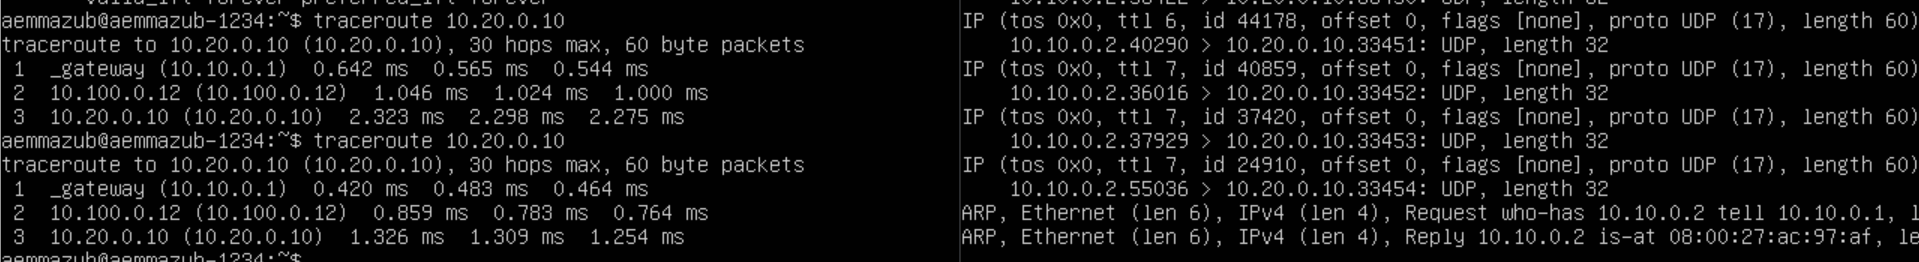 aemmazub@aemmazub-1234:~$ traceroute 10.20.0.10
traceroute to 10.20.0.10 (10.20.0.10), 30 hops max, 60 byte packets
 1  _gateway (10.10.0.1)  0.642 ms  0.565 ms  0.544 ms
 2  10.100.0.12 (10.100.0.12)  1.046 ms  1.024 ms  1.000 ms
 3  10.20.0.10 (10.20.0.10)  2.323 ms  2.298 ms  2.275 ms
aemmazub@aemmazub-1234:~$ traceroute 10.20.0.10
traceroute to 10.20.0.10 (10.20.0.10), 30 hops max, 60 byte packets
 1  _gateway (10.10.0.1)  0.420 ms  0.483 ms  0.464 ms
 2  10.100.0.12 (10.100.0.12)  0.859 ms  0.783 ms  0.764 ms
 3  10.20.0.10 (10.20.0.10)  1.326 ms  1.309 ms  1.254 ms
aemmazub@aemmazub-1234:~$
IP (tos 0x0, ttl 6, id 44178, offset 0, flags [none], proto UDP (17), length 60)
    10.10.0.2.40290 > 10.20.0.10.33451: UDP, length 32
IP (tos 0x0, ttl 7, id 40859, offset 0, flags [none], proto UDP (17), length 60)
    10.10.0.2.36016 > 10.20.0.10.33452: UDP, length 32
IP (tos 0x0, ttl 7, id 37420, offset 0, flags [none], proto UDP (17), length 60)
    10.10.0.2.37929 > 10.20.0.10.33453: UDP, length 32
IP (tos 0x0, ttl 7, id 24910, offset 0, flags [none], proto UDP (17), length 60)
    10.10.0.2.55036 > 10.20.0.10.33454: UDP, length 32
ARP, Ethernet (len 6), IPv4 (len 4), Request who-has 10.10.0.2 tell 10.10.0.1, l
ARP, Ethernet (len 6), IPv4 (len 4), Reply 10.10.0.2 is-at 08:00:27:ac:97:af, le